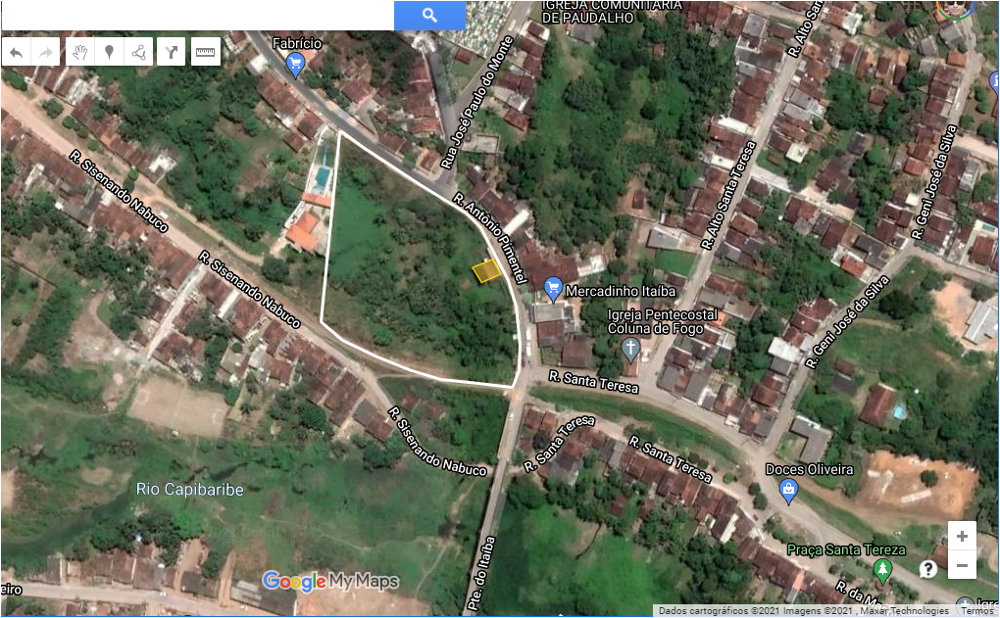 IGREJA COMUNITÁRIA
DE PAUDALHO
Fabrício
Rua José Paulo do Monte
R. Alto San
R. Alto Santa Teresa
R. Geni José da Silva
R. Sisenando Nabuco
R. Antônio Pimentel
R. Sisenando Nabuco
Mercadinho Itaíba
Igreja Pentecostal
Coluna de Fogo
R. Geni José da Silva
R. Santa Teresa
R. Sisenando Nabuco
R. Santa Teresa
R. Santa Teresa
Doces Oliveira
Rio Capibaribe
Pte. do Itaíba
Praça Santa Tereza
eiro
Google My Maps
R. da M
Igre
Dados cartográficos ©2021 Imagens ©2021 , Maxar Technologies Termos